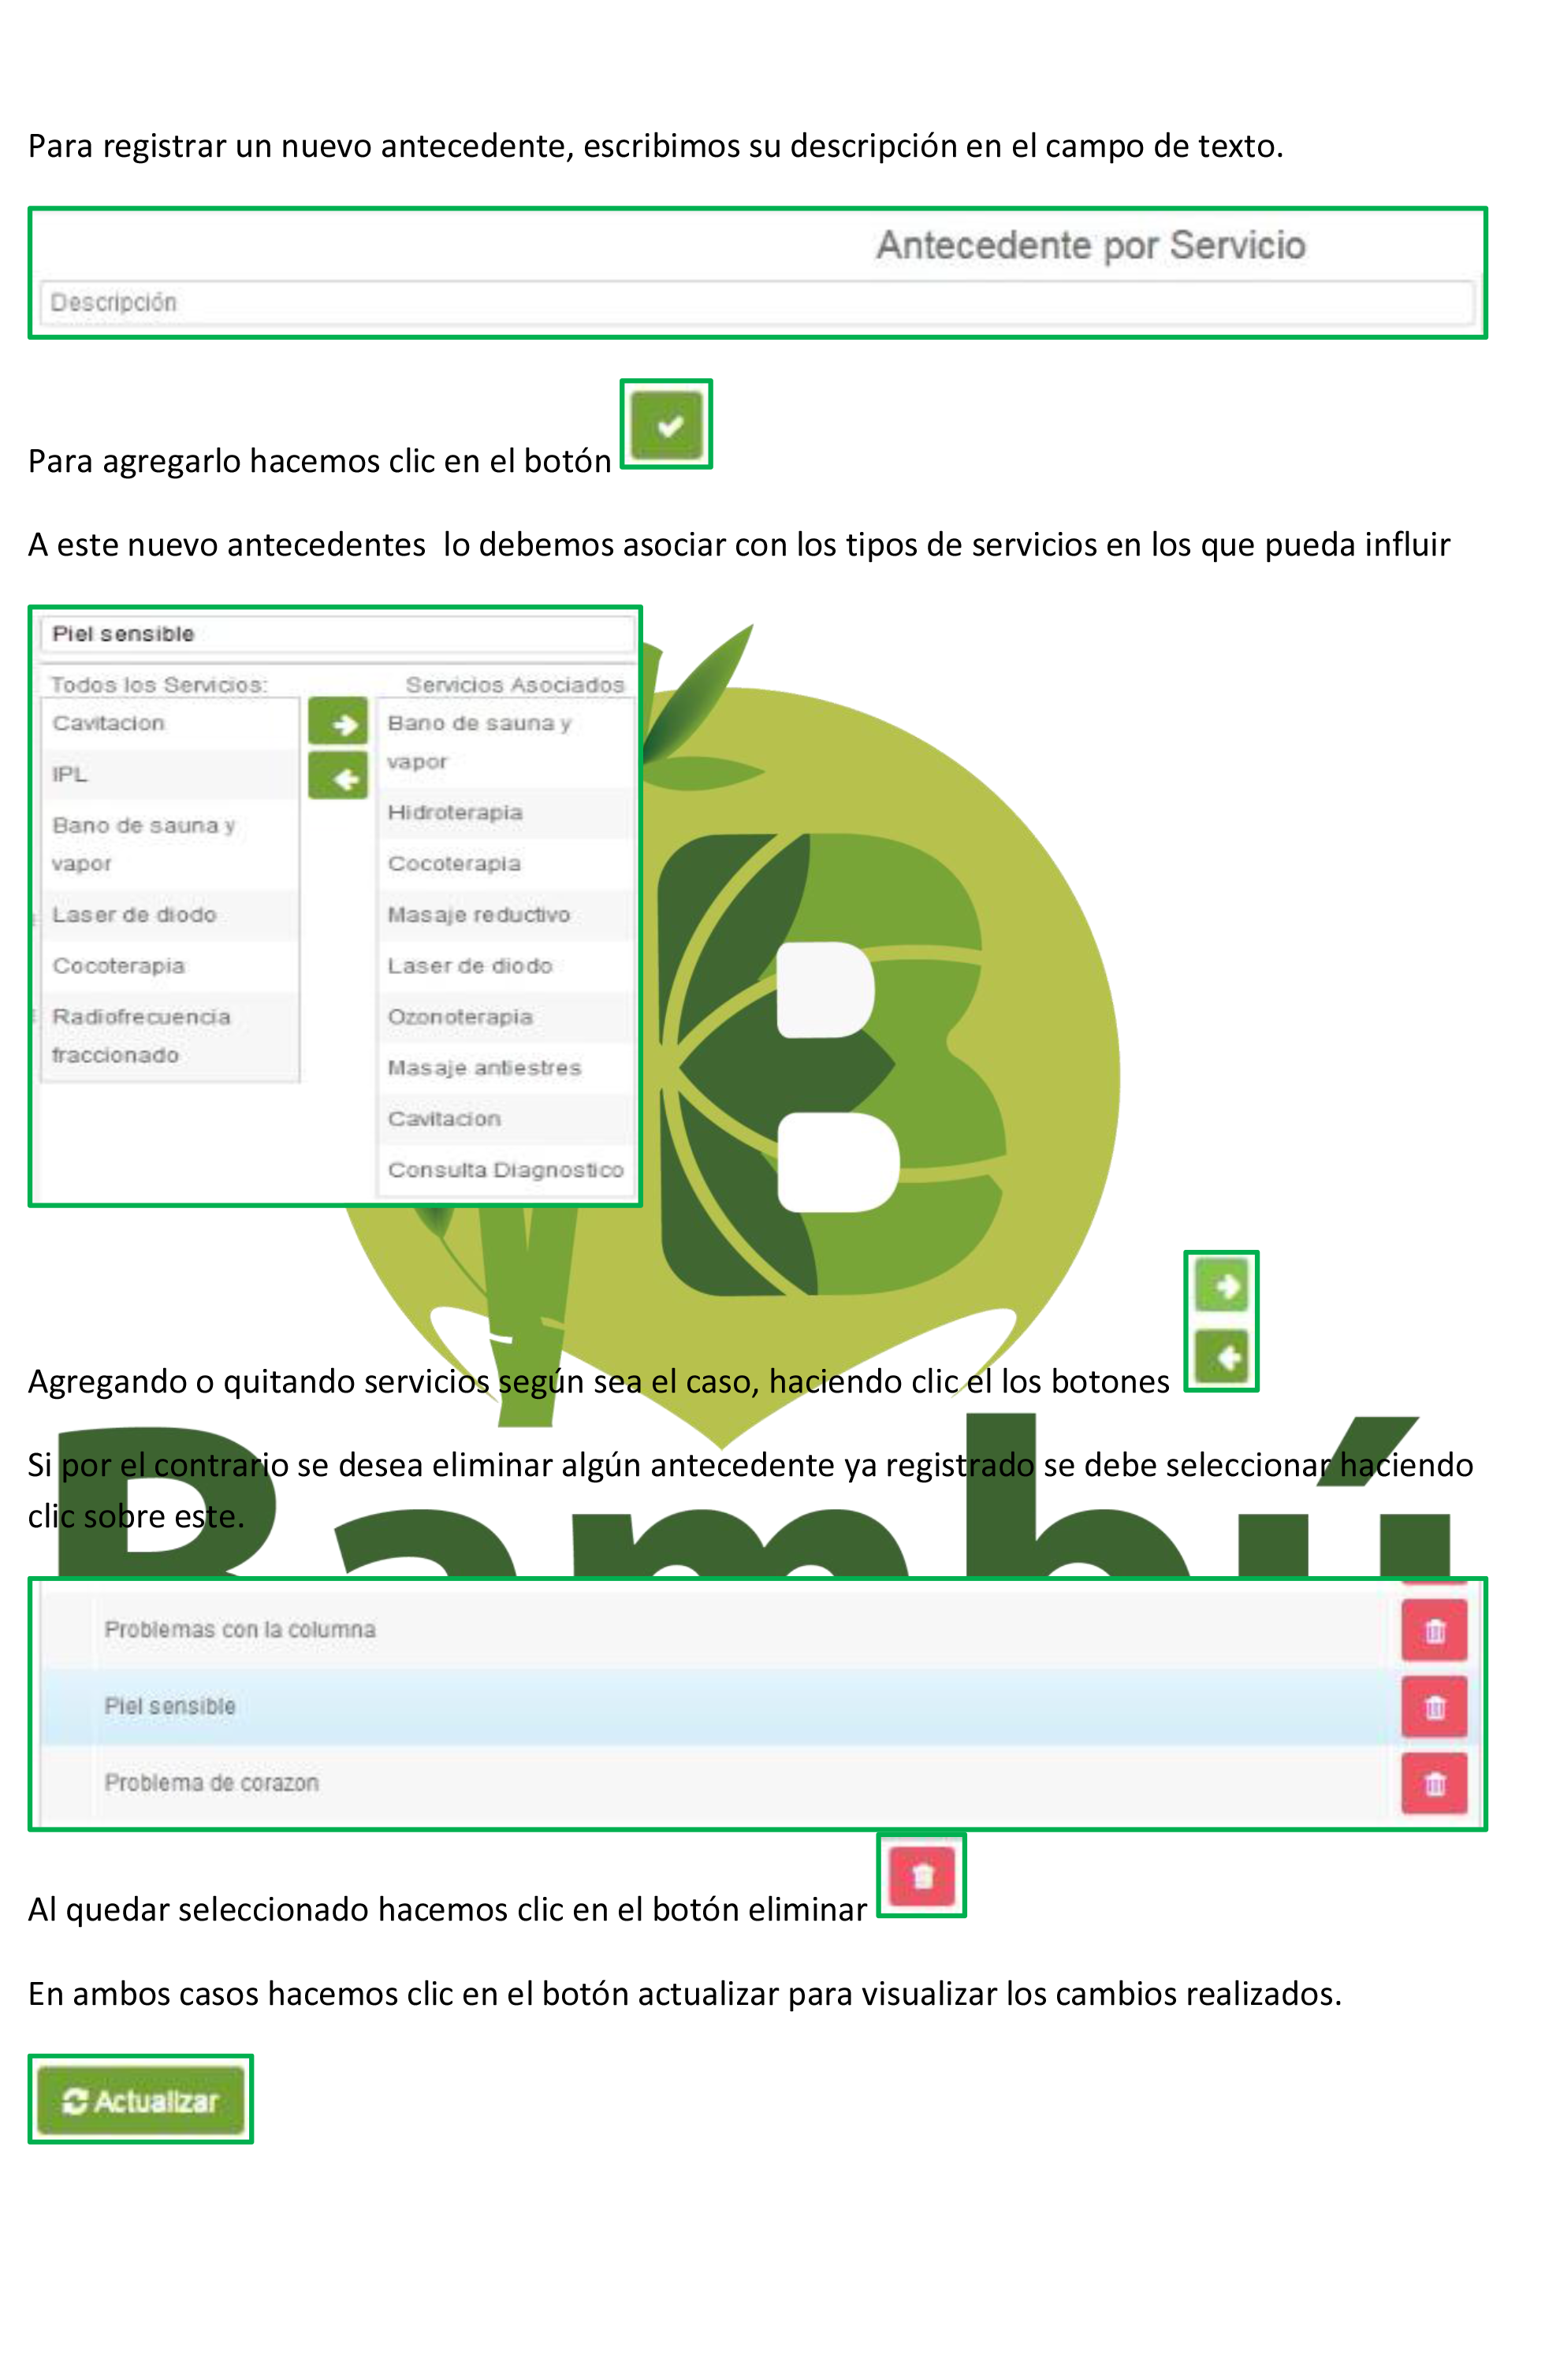 Para registrar un nuevo antecedente, escribimos su descripción en el campo de texto.
Antecedente por Servicio
Descripción
Para agregarlo hacemos clic en el botón
A este nuevo antecedentes  lo debemos asociar con los tipos de servicios en los que pueda influir
Piel sensible
Todos los Servicios:
Cavitacion
IPL
Bano de sauna y
vapor
Laser de diodo
Cocoterapia
Radiofrecuencia
fraccionado
Servicios Asociados
Bano de sauna y
vapor
Hidroterapia
Cocoterapia
Masaje reductivo
Laser de diodo
Ozonoterapia
Masaje antiestres
Cavitacion
Consulta Diagnostico
B
Agregando o quitando servicios según sea el caso, haciendo clic el los botones
Bambú
Si por el contrario se desea eliminar algún antecedente ya registrado se debe seleccionar haciendo
clic sobre este.
Problemas con la columna
Piel sensible
Problema de corazon
Al quedar seleccionado hacemos clic en el botón eliminar
En ambos casos hacemos clic en el botón actualizar para visualizar los cambios realizados.
Actualizar